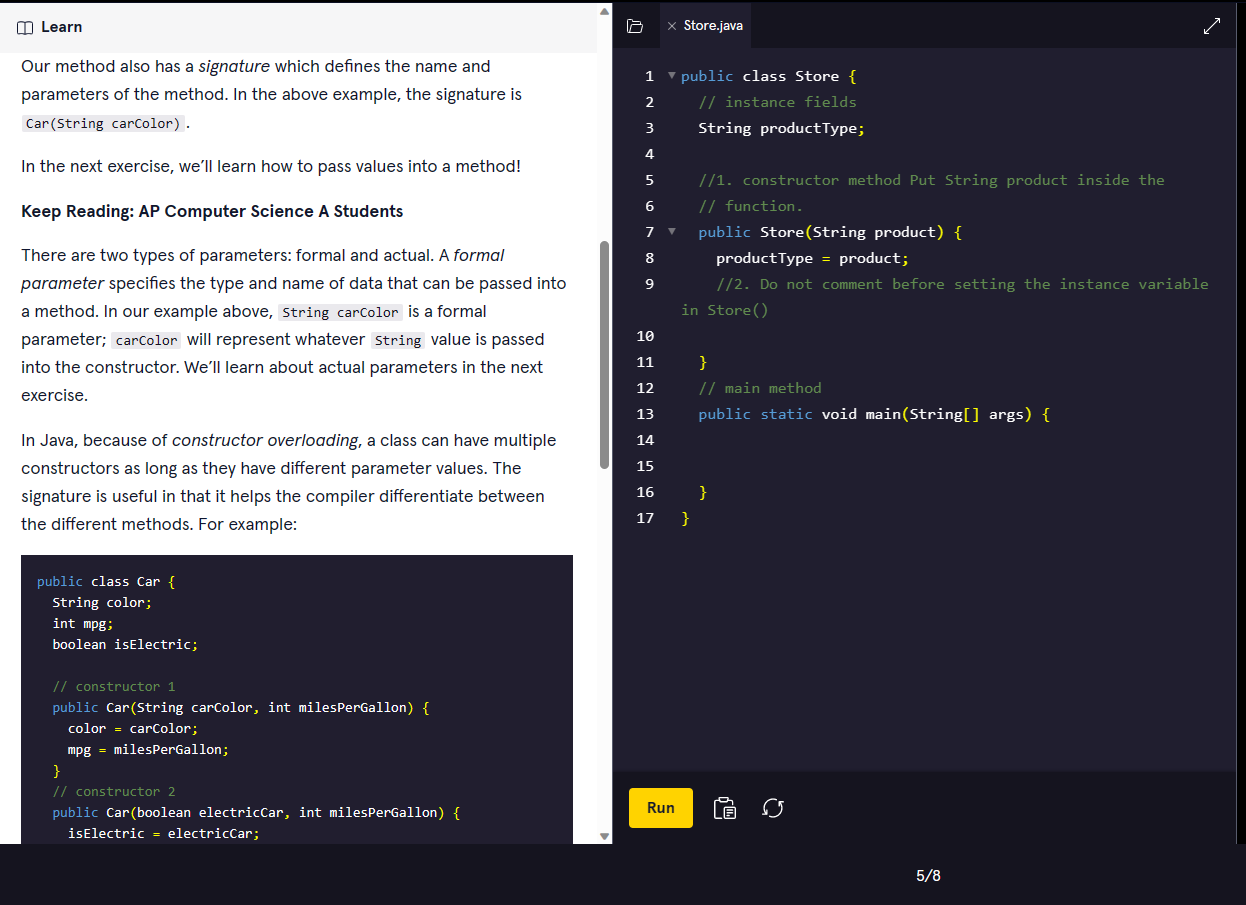 Learn
Our method also has a signature which defines the name and
parameters of the method. In the above example, the signature is
Car(String carColor) .
In the next exercise, we’ll learn how to pass values into a method!
Keep Reading: AP Computer Science A Students
There are two types of parameters: formal and actual. A formal
parameter specifies the type and name of data that can be passed into
a method. In our example above, String carColor is a formal
parameter; carColor will represent whatever String value is passed
into the constructor. We’ll learn about actual parameters in the next
exercise.
In Java, because of constructor overloading, a class can have multiple
constructors as long as they have different parameter values. The
signature is useful in that it helps the compiler differentiate between
the different methods. For example:
public class Car {
String color;
int mpg;
boolean isElectric;
// constructor 1
public Car(String carColor, int milesPerGallon) {
color = carColor;
mpg = milesPerGallon;
}
// constructor 2
public Car(boolean electricCar, int milesPerGallon) {
isElectric = electricCar;
Store.java
1 public class Store {
2 // instance fields
3 String productType;
4
5 //1. constructor method Put String product inside the
6 // function.
7 public Store(String product) {
8 productType = product;
9 //2. Do not comment before setting the instance variable
in Store()
10
11 }
12 // main method
13 public static void main(String[] args) {
14
15
16 }
17 }
Run
5/8